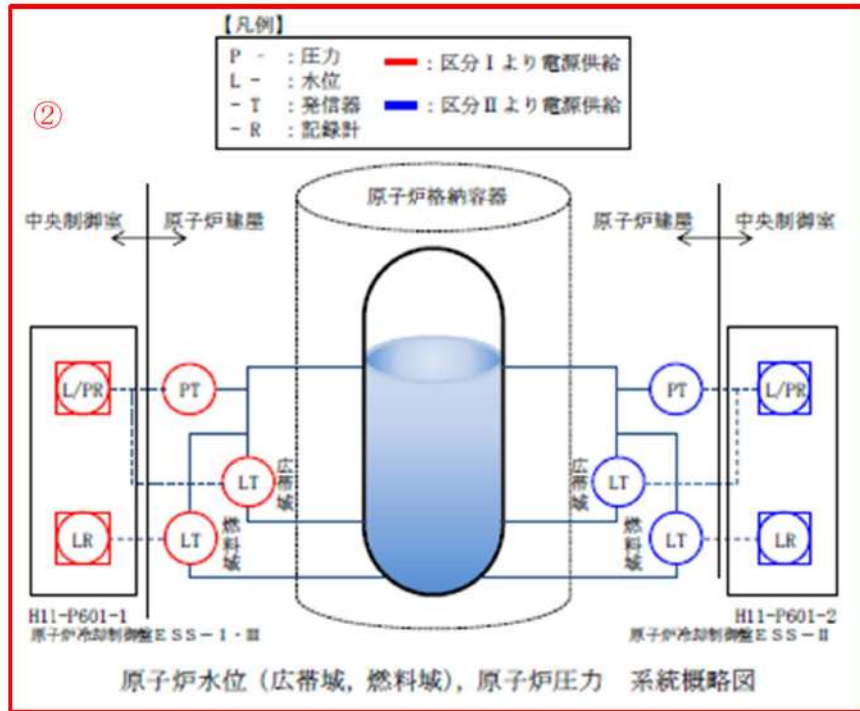 【凡例】
P - ：圧力
L - ：水位
- T ：発信器
- R ：記録計
：区分Ⅰより電源供給
：区分Ⅱより電源供給
②
原子炉格納容器
中央制御室
原子炉建屋
原子炉建屋
中央制御室
L/PR
PT
PT
L/PR
LT
広帯域
広帯域
LT
LR
LT
燃料域
燃料域
LT
LR
H11-P601-1
原子炉冷却制御盤ESS-Ⅰ・Ⅲ
H11-P601-2
原子炉冷却制御盤ESS-Ⅱ
原子炉水位（広帯域，燃料域），原子炉圧力　系統概略図